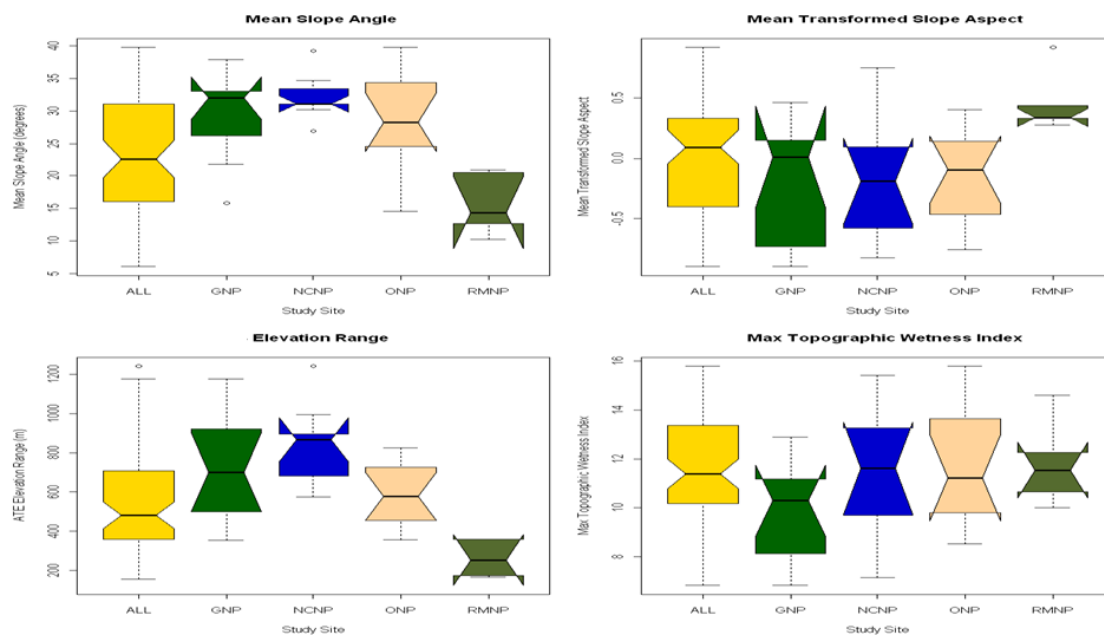 Mean Slope Angle
Mean Slope Angle (degrees)
40
35
30
25
20
15
10
5
ALL GNP NCNP ONP RMNP
Study Site
Mean Transformed Slope Aspect
Mean Transformed Slope Aspect
0.5
0.0
-0.5
ALL GNP NCNP ONP RMNP
Study Site
Elevation Range
ATE Elevation Range (m)
1200
1000
800
600
400
200
ALL GNP NCNP ONP RMNP
Study Site
Max Topographic Wetness Index
Max Topographic Wetness Index
16
14
12
10
8
ALL GNP NCNP ONP RMNP
Study Site